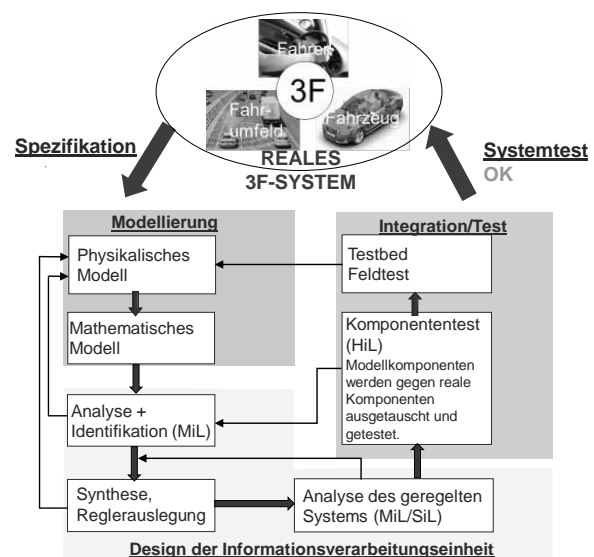 Fahrer
3F
Fahr-
umfeld
Fahrzeug
REALES
3F-SYSTEM
Spezifikation
Systemtest
OK
Modellierung
Physikalisches
Modell
Mathematisches
Modell
Analyse +
Identifikation (MiL)
Synthese,
Reglerauslegung
Integration/Test
Testbed
Feldtest
Komponententest
(HiL)
Modellkomponenten
werden gegen reale
Komponenten
ausgetauscht und
getestet.
Analyse des geregelten
Systems (MiL/SiL)
Design der Informationsverarbeitungseinheit